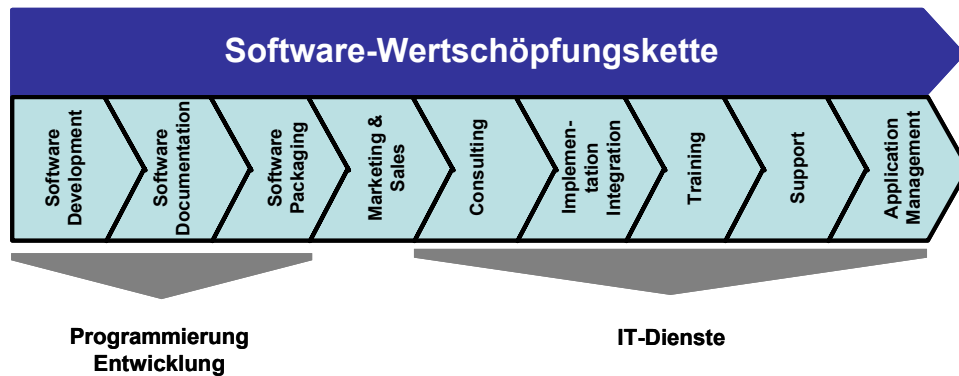 Software-Wertschöpfungskette
Software
Development
Software
Documentation
Software
Packaging
Marketing &
Sales
Consulting
Implemen-
tation
Integration
Training
Support
Application
Management
Programmierung
Entwicklung
IT-Dienste